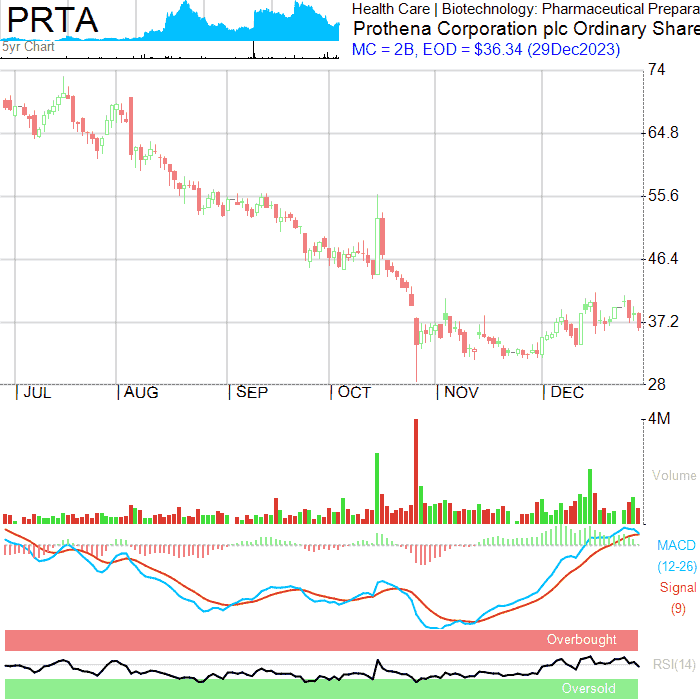 PRTA
5yr Chart
Health Care | Biotechnology: Pharmaceutical Prepara
Prothena Corporation plc Ordinary Share
MC = 2B, EOD = $36.34 (29Dec2023)
74
64.8
55.6
46.4
37.2
28
JUL AUG SEP OCT NOV DEC
4M
Volume
MACD
(12-26)
Signal
(9)
Overbought
RSI(14)
Oversold